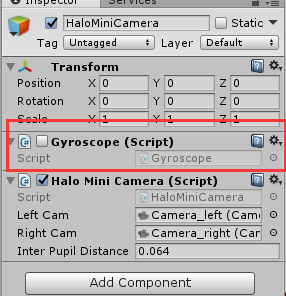 Inspector Services
HaloMiniCamera Static
Tag Untagged Layer Default
Transform
Position X 0 Y 0 Z 0
Rotation X 0 Y 0 Z 0
Scale X 1 Y 1 Z 1
Gyroscope (Script)
Script Gyroscope
Halo Mini Camera (Script)
Script HaloMiniCamera
Left Cam Camera_left (Cam
Right Cam Camera_right (Can
Inter Pupil Distance 0.064
Add Component